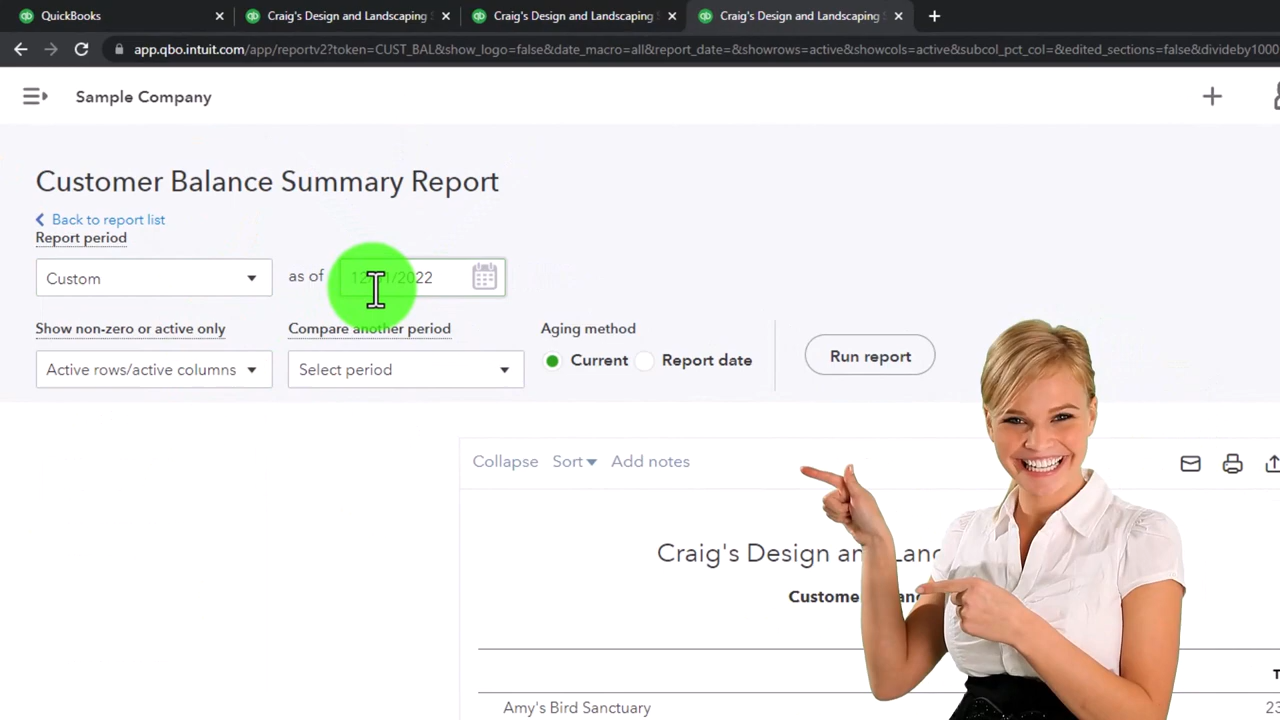 QuickBooks
Craig's Design and Landscaping
Craig's Design and Landscaping
Craig's Design and Landscaping
app.qbo.intuit.com/app/reportv2?token=CUST_BAL&show_logo=false&date_macro=all&report_date=&showrows=active&showcols=active&subcol_pct_col=&edited_sections=false&divideby1000
Sample Company
Customer Balance Summary Report
Back to report list
Report period
Custom
as of
/2022
Show non-zero or active only
Compare another period
Aging method
Active rows/active columns
Select period
Current
Report date
Run report
Collapse
Sort
Add notes
Craig's Design
Amy's Bird Sanctuary